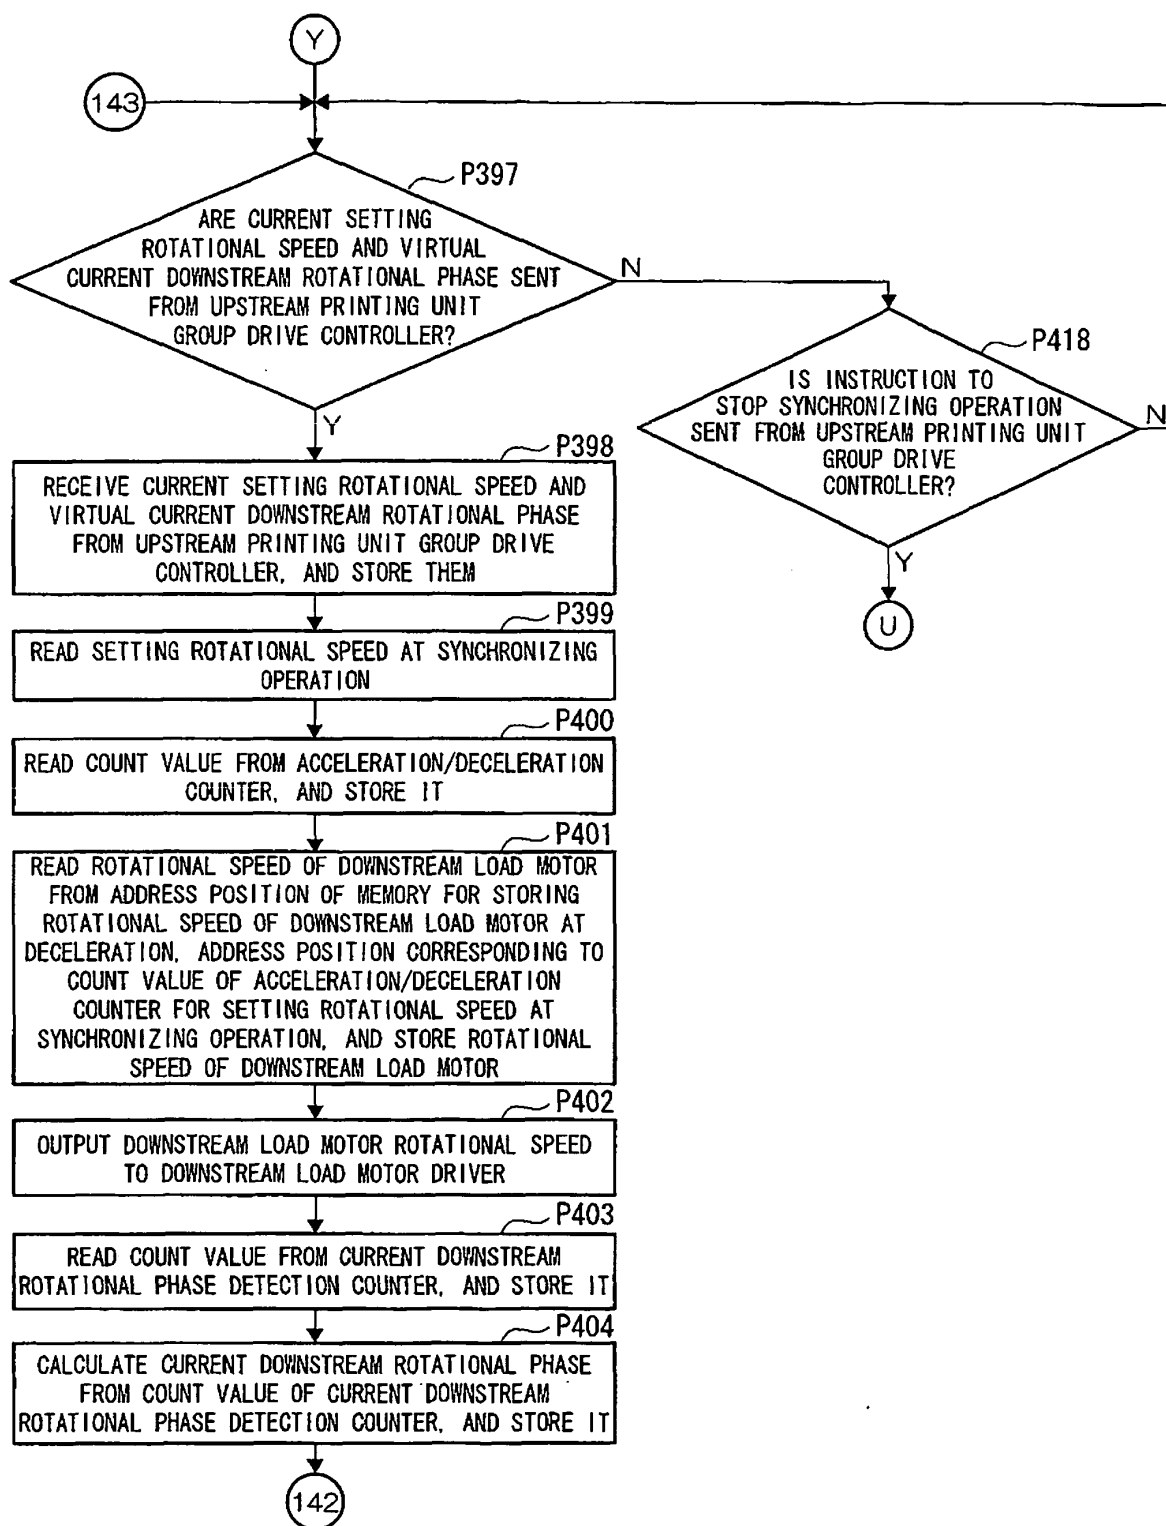 Y
143
P397
ARE CURRENT SETTING
ROTATIONAL SPEED AND VIRTUAL
CURRENT DOWNSTREAM ROTATIONAL PHASE SENT
FROM UPSTREAM PRINTING UNIT
GROUP DRIVE CONTROLLER?
N
Y
P418
IS INSTRUCTION TO
STOP SYNCHRONIZING OPERATION
SENT FROM UPSTREAM PRINTING UNIT
GROUP DRIVE
CONTROLLER?
N
Y
U
P398
RECEIVE CURRENT SETTING ROTATIONAL SPEED AND
VIRTUAL CURRENT DOWNSTREAM ROTATIONAL PHASE
FROM UPSTREAM PRINTING UNIT GROUP DRIVE
CONTROLLER, AND STORE THEM
P399
READ SETTING ROTATIONAL SPEED AT SYNCHRONIZING
OPERATION
P400
READ COUNT VALUE FROM ACCELERATION/DECELERATION
COUNTER, AND STORE IT
P401
READ ROTATIONAL SPEED OF DOWNSTREAM LOAD MOTOR
FROM ADDRESS POSITION OF MEMORY FOR STORING
ROTATIONAL SPEED OF DOWNSTREAM LOAD MOTOR AT
DECELERATION, ADDRESS POSITION CORRESPONDING TO
COUNT VALUE OF ACCELERATION/DECELERATION
COUNTER FOR SETTING ROTATIONAL SPEED AT
SYNCHRONIZING OPERATION, AND STORE ROTATIONAL
SPEED OF DOWNSTREAM LOAD MOTOR
P402
OUTPUT DOWNSTREAM LOAD MOTOR ROTATIONAL SPEED
TO DOWNSTREAM LOAD MOTOR DRIVER
P403
READ COUNT VALUE FROM CURRENT DOWNSTREAM
ROTATIONAL PHASE DETECTION COUNTER, AND STORE IT
P404
CALCULATE CURRENT DOWNSTREAM ROTATIONAL PHASE
FROM COUNT VALUE OF CURRENT DOWNSTREAM
ROTATIONAL PHASE DETECTION COUNTER, AND STORE IT
142